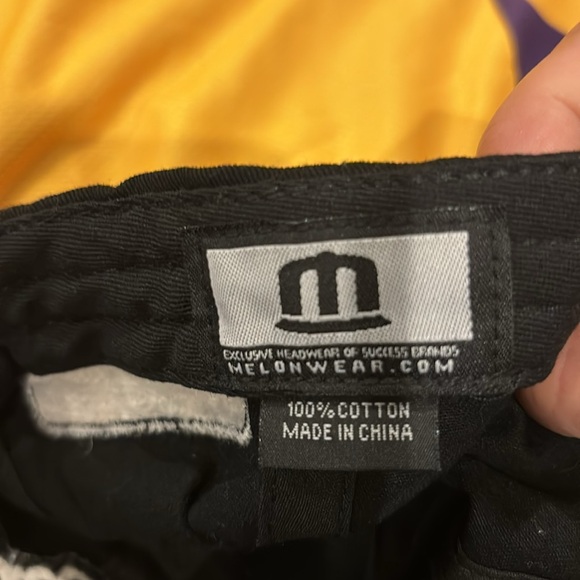 EXCLUSIVE HEADWEAR OF SUCCESS BRANDS
MELONWEAR.COM
100% COTTON
MADE IN CHINA